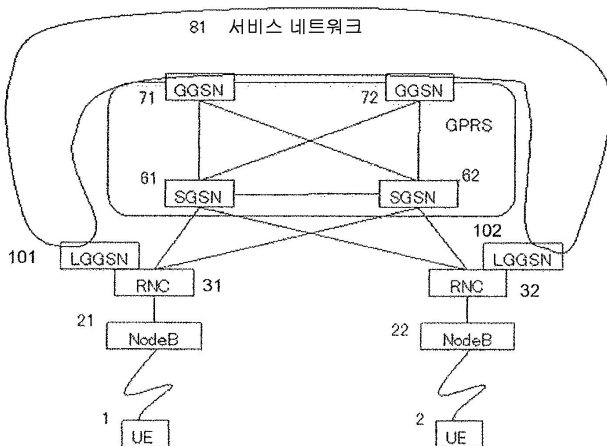 81 서비스 네트워크
GGSN GGSN
71 72
GPRS
61 62
SGSN SGSN
101 102
LGGSN LGGSN
RNC 31 RNC 32
21 22
NodeB NodeB
1 2
UE UE